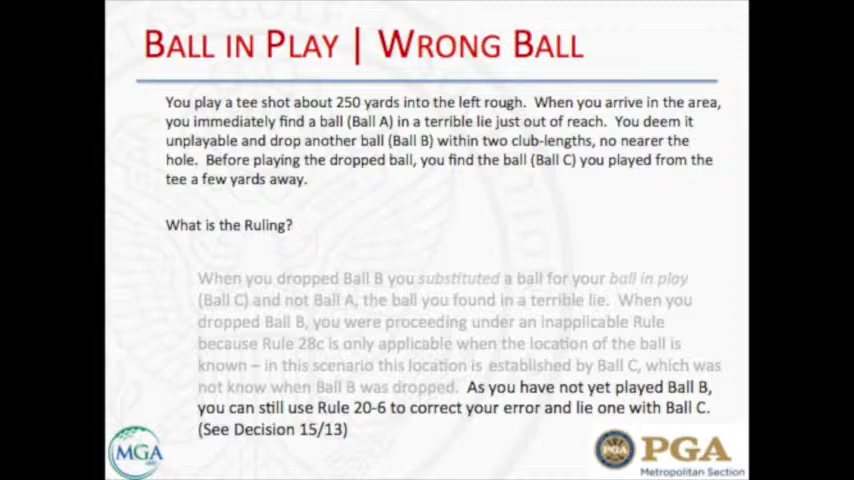 BALL IN PLAY | WRONG BALL
You play a tee shot about 250 yards into the left rough. When you arrive in the area,
you immediately find a ball (Ball A) in a terrible lie just out of reach. You deem it
unplayable and drop another ball (Ball B) within two club-lengths, no nearer the
hole. Before playing the dropped ball, you find the ball (Ball C) you played from the
tee a few yards away.
What is the Ruling?
When you dropped Ball B you substituted a ball for your ball in play
(Ball C) and not Ball A, the ball you found in a terrible lie. When you
dropped Ball B, you were proceeding under an inapplicable Rule
because Rule 28c is only applicable when the location of the ball is
known – in this scenario this location is established by Ball C, which was
not know when Ball B was dropped. As you have not yet played Ball B,
you can still use Rule 20-6 to correct your error and lie one with Ball C.
(See Decision 15/13)
MGA
PGA
Metropolitan Section